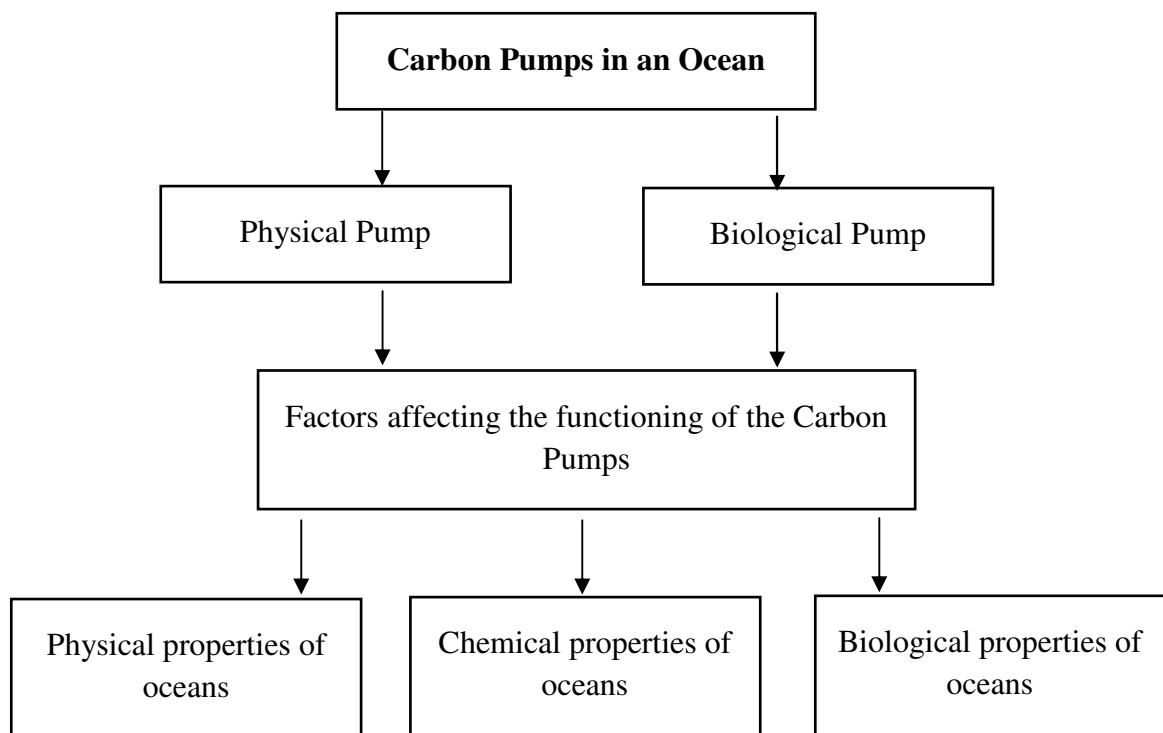 Carbon Pumps in an Ocean
Physical Pump
Biological Pump
Factors affecting the functioning of the Carbon
Pumps
Physical properties of
oceans
Chemical properties of
oceans
Biological properties of
oceans